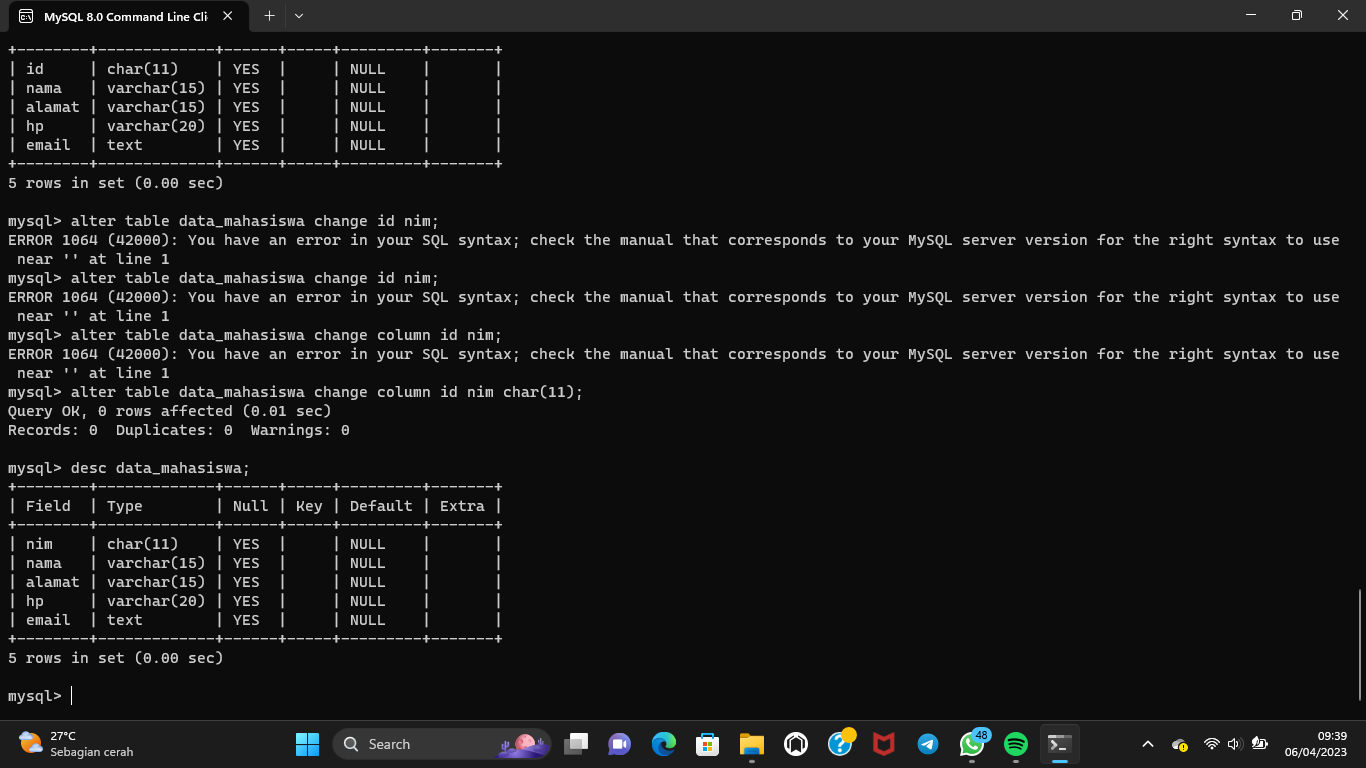 MySQL 8.0 Command Line Cli
+--------+-------------+------+-----+---------+-------+
| id     | char(11)    | YES  |     | NULL    |       |
| nama   | varchar(15) | YES  |     | NULL    |       |
| alamat | varchar(15) | YES  |     | NULL    |       |
| hp     | varchar(20) | YES  |     | NULL    |       |
| email  | text        | YES  |     | NULL    |       |
+--------+-------------+------+-----+---------+-------+
5 rows in set (0.00 sec)
mysql> alter table data_mahasiswa change id nim;
ERROR 1064 (42000): You have an error in your SQL syntax; check the manual that corresponds to your MySQL server version for the right syntax to use
near '' at line 1
mysql> alter table data_mahasiswa change id nim;
ERROR 1064 (42000): You have an error in your SQL syntax; check the manual that corresponds to your MySQL server version for the right syntax to use
near '' at line 1
mysql> alter table data_mahasiswa change column id nim;
ERROR 1064 (42000): You have an error in your SQL syntax; check the manual that corresponds to your MySQL server version for the right syntax to use
near '' at line 1
mysql> alter table data_mahasiswa change column id nim char(11);
Query OK, 0 rows affected (0.01 sec)
Records: 0  Duplicates: 0  Warnings: 0
mysql> desc data_mahasiswa;
+--------+-------------+------+-----+---------+-------+
| Field  | Type        | Null | Key | Default | Extra |
+--------+-------------+------+-----+---------+-------+
| nim    | char(11)    | YES  |     | NULL    |       |
| nama   | varchar(15) | YES  |     | NULL    |       |
| alamat | varchar(15) | YES  |     | NULL    |       |
| hp     | varchar(20) | YES  |     | NULL    |       |
| email  | text        | YES  |     | NULL    |       |
+--------+-------------+------+-----+---------+-------+
5 rows in set (0.00 sec)
mysql>
27°C
Sebagian cerah
Search
48
09:39
06/04/2023